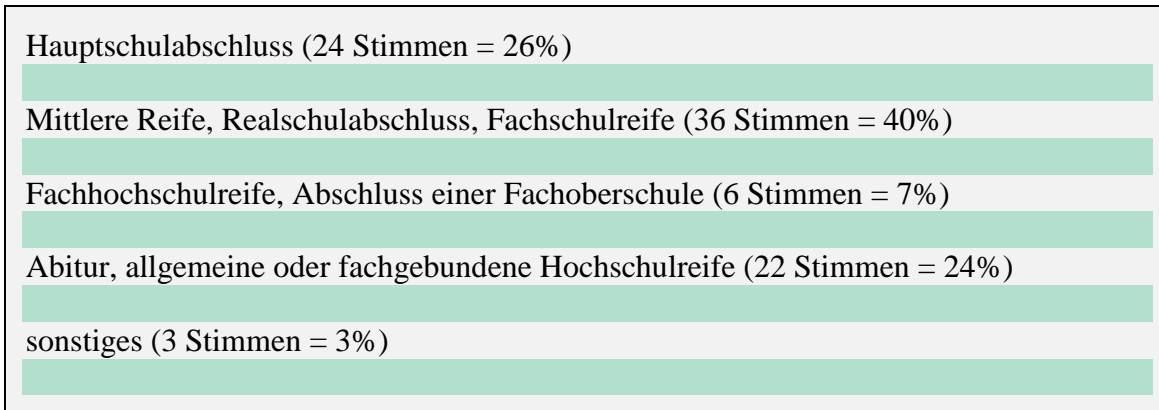 Hauptschulabschluss (24 Stimmen = 26%)
Mittlere Reife, Realschulabschluss, Fachschulreife (36 Stimmen = 40%)
Fachhochschulreife, Abschluss einer Fachoberschule (6 Stimmen = 7%)
Abitur, allgemeine oder fachgebundene Hochschulreife (22 Stimmen = 24%)
sonstiges (3 Stimmen = 3%)